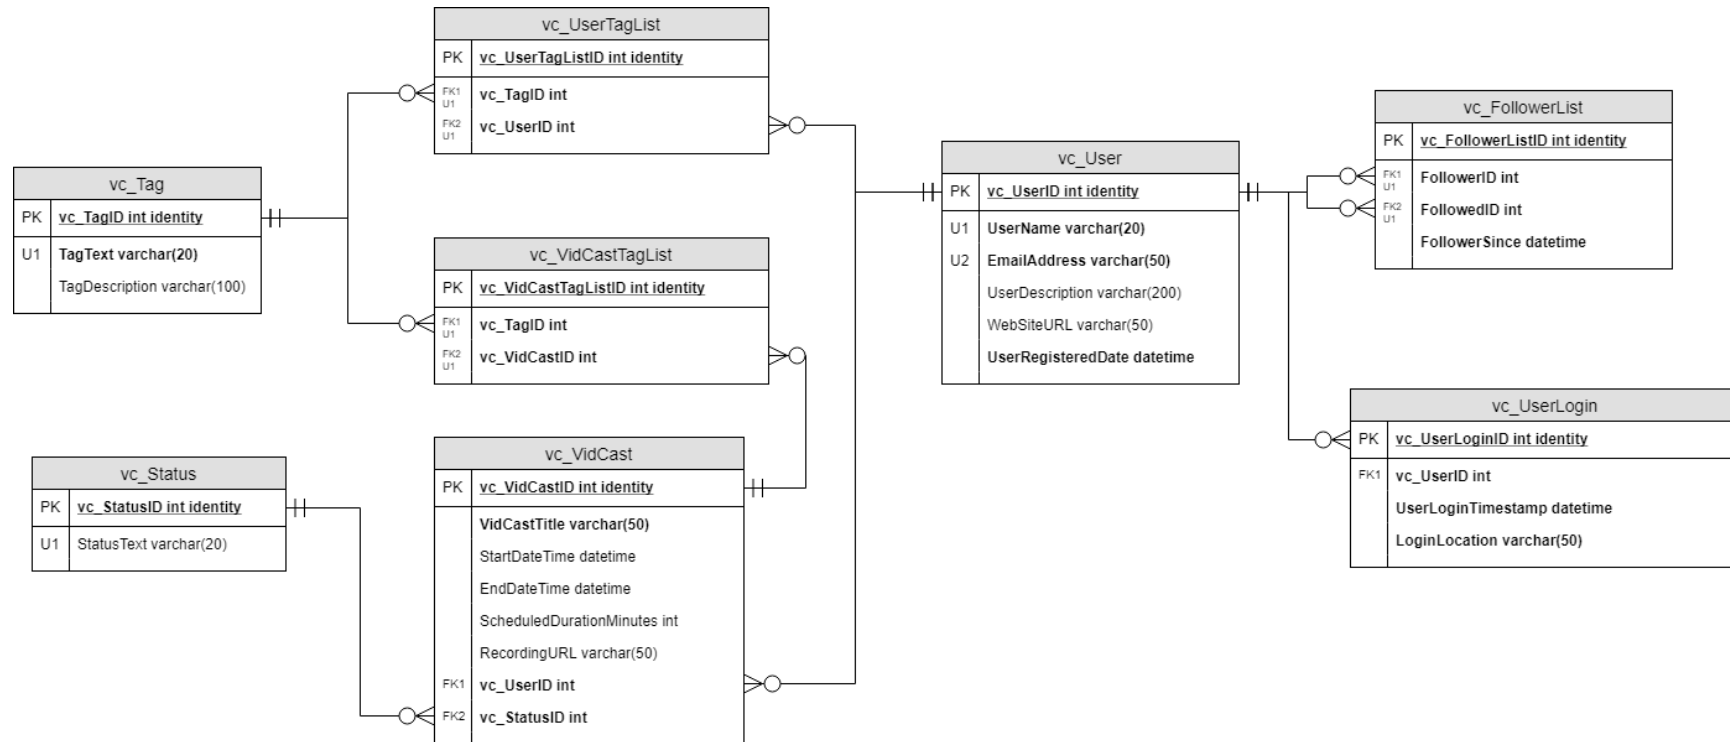 vc_UserTagList
PK vc_UserTagListID int identity
FK1 U1 vc_TagID int
FK2 U1 vc_UserID int
vc_Tag
PK vc_TagID int identity
U1 TagText varchar(20)
TagDescription varchar(100)
vc_VidCastTagList
PK vc_VidCastTagListID int identity
FK1 U1 vc_TagID int
FK2 U1 vc_VidCastID int
vc_Status
PK vc_StatusID int identity
U1 StatusText varchar(20)
vc_VidCast
PK vc_VidCastID int identity
VidCastTitle varchar(50)
StartDateTime datetime
EndDateTime datetime
ScheduledDurationMinutes int
RecordingURL varchar(50)
FK1 vc_UserID int
FK2 vc_StatusID int
vc_User
PK vc_UserID int identity
U1 UserName varchar(20)
U2 EmailAddress varchar(50)
UserDescription varchar(200)
WebSiteURL varchar(50)
UserRegisteredDate datetime
vc_FollowerList
PK vc_FollowerListID int identity
FK1 U1 FollowerID int
FK2 U1 FollowedID int
FollowerSince datetime
vc_UserLogin
PK vc_UserLoginID int identity
FK1 vc_UserID int
UserLoginTimestamp datetime
LoginLocation varchar(50)